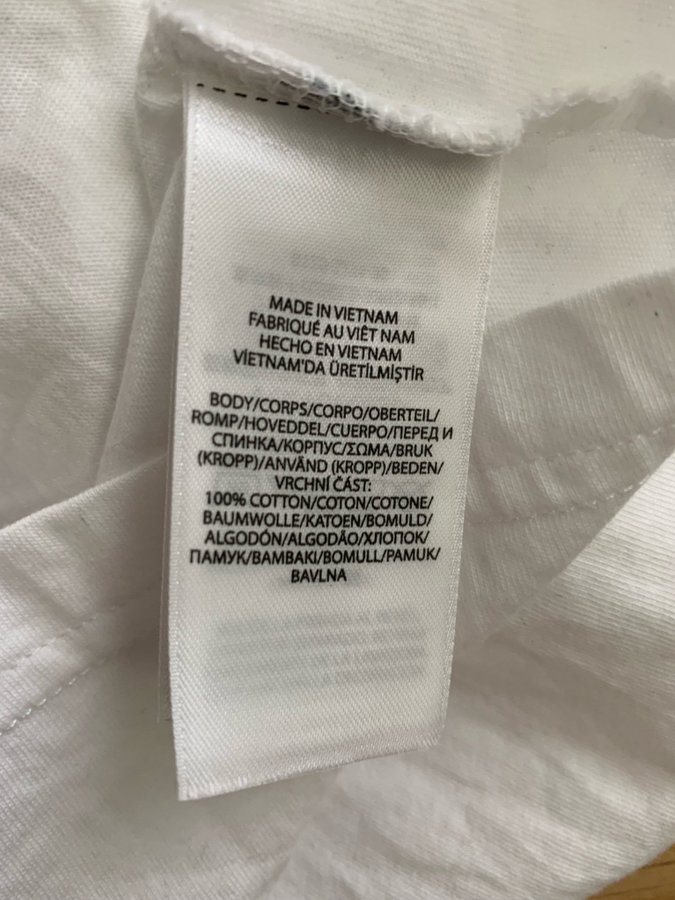 MADE IN VIETNAM
FABRIQUÉ AU VIÊT NAM
HECHO EN VIETNAM
VİETNAM'DA ÜRETİLMİŞTİR
BODY/CORPS/CORPO/OBERTEIL/
ROMP/HOVEDDEL/CUERPO/ПЕРЕД И
СПИНКА/КОРПУС/ΣΩΜΑ/BRUK
(KROPP)/ANVÄND (KROPP)/BEDEN/
VRCHNÍ ČÁST:
100% COTTON/COTON/COTONE/
BAUMWOLLE/KATOEN/BOMULD/
ALGODÓN/ALGODÃO/ХЛОПОК/
ПАМУК/ΒΑΜΒΑΚΙ/BOMULL/PAMUK/
BAVLNA